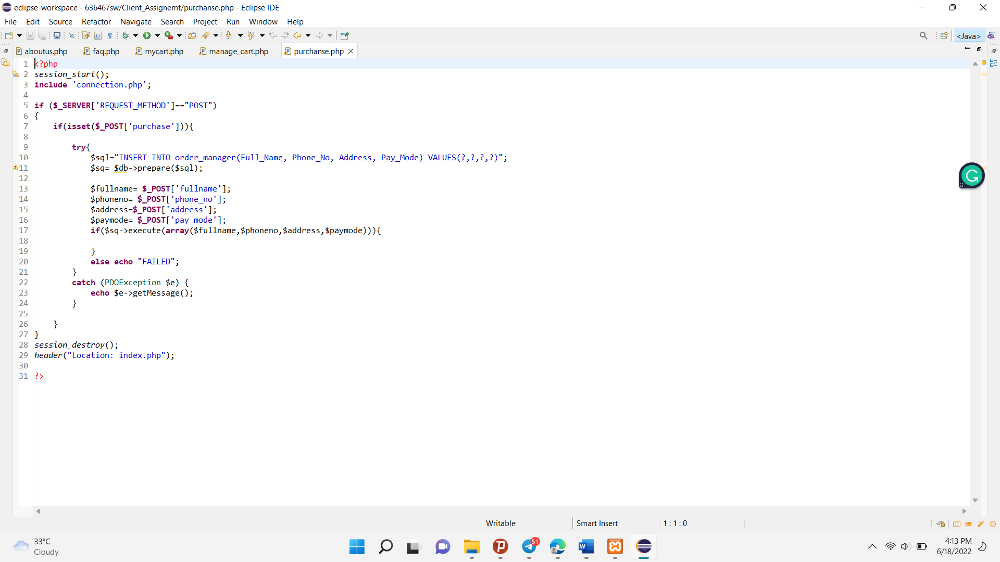 eclipse-workspace - 636467sw/Client_Assignemt/purchanse.php - Eclipse IDE
File Edit Source Refactor Navigate Search Project Run Window Help
<Java>
aboutus.php faq.php mycart.php manage_cart.php purchanse.php
1 <?php
2 session_start();
3 include 'connection.php';
4
5 if ($_SERVER['REQUEST_METHOD']=="POST")
6 {
7 if(isset($_POST['purchase'])){
8
9 try{
10 $sql="INSERT INTO order_manager(Full_Name, Phone_No, Address, Pay_Mode) VALUES(?,?,?,?)";
11 $sq= $db->prepare($sql);
12
13 $fullname= $_POST['fullname'];
14 $phoneno= $_POST['phone_no'];
15 $address=$_POST['address'];
16 $paymode= $_POST['pay_mode'];
17 if($sq->execute(array($fullname,$phoneno,$address,$paymode))){
18
19 }
20 else echo "FAILED";
21 }
22 catch (PDOException $e) {
23 echo $e->getMessage();
24 }
25
26 }
27 }
28 session_destroy();
29 header("Location: index.php");
30
31 ?>
Writable Smart Insert 1 : 1 : 0
33°C
Cloudy
51
4:13 PM
6/18/2022